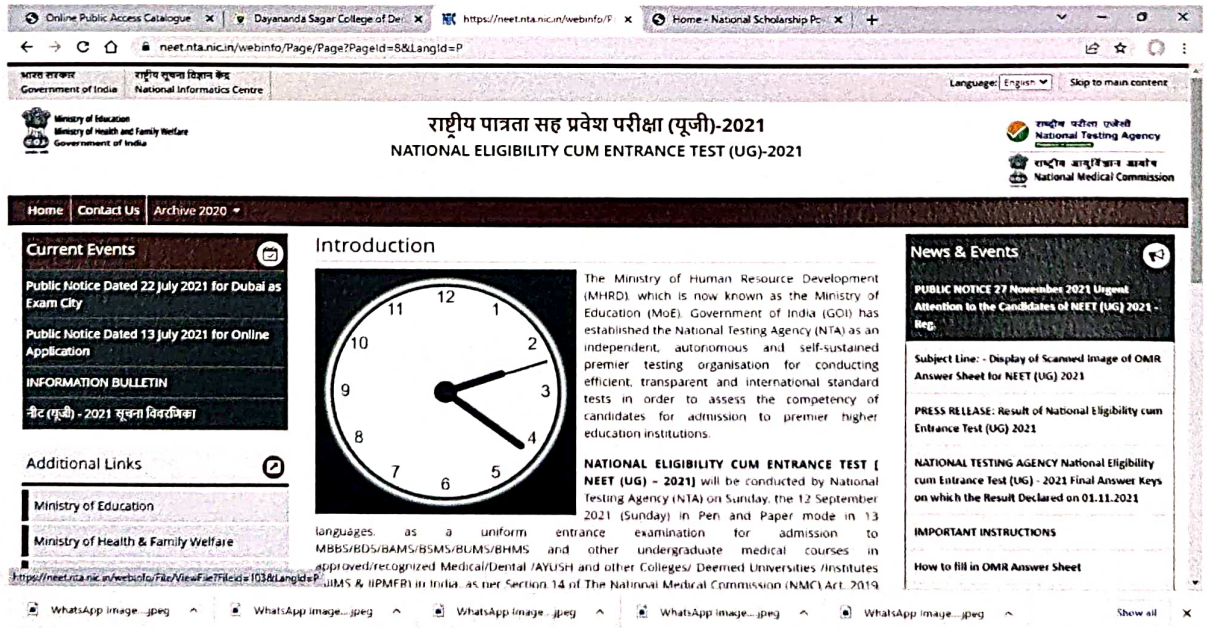 Online Public Access Catalogue
Dayananda Sagar College of Der
https://neet.nta.nic.in/webinfo/P
Home - National Scholarship Po
neet.nta.nic.in/webinfo/Page/Page?PageId=8&LangId=P
भारत सरकार
Government of India
राष्ट्रीय सूचना विज्ञान केंद्र
National Informatics Centre
Language: English
Skip to main content
Ministry of Education
Ministry of Health and Family Welfare
Government of India
राष्ट्रीय पात्रता सह प्रवेश परीक्षा (यूजी)-2021
NATIONAL ELIGIBILITY CUM ENTRANCE TEST (UG)-2021
राष्ट्रीय परीक्षा एजेंसी
National Testing Agency
राष्ट्रीय आयुर्विज्ञान आयोग
National Medical Commission
Home Contact Us Archive 2020
Current Events
Public Notice Dated 22 July 2021 for Dubai as
Exam City
Public Notice Dated 13 July 2021 for Online
Application
INFORMATION BULLETIN
नीट (यूजी) - 2021 सूचना विवरणिका
Additional Links
Ministry of Education
Ministry of Health & Family Welfare
https://neet.nta.nic.in/webinfo/File/ViewFile?FileId=103&LangId=P
Introduction
12
11 1
10 2
9 3
8 4
7 5
6
The Ministry of Human Resource Development
(MHRD), which is now known as the Ministry of
Education (MoE), Government of India (GOI) has
established the National Testing Agency (NTA) as an
independent, autonomous and self-sustained
premier testing organisation for conducting
efficient, transparent and international standard
tests in order to assess the competency of
candidates for admission to premier higher
education institutions.
NATIONAL ELIGIBILITY CUM ENTRANCE TEST [
NEET (UG) – 2021] will be conducted by National
Testing Agency (NTA) on Sunday, the 12 September
2021 (Sunday) in Pen and Paper mode in 13
languages, as a uniform entrance examination for admission to
MBBS/BDS/BAMS/BSMS/BUMS/BHMS and other undergraduate medical courses in
approved/recognized Medical/Dental /AYUSH and other Colleges/ Deemed Universities /Institutes
& JIPMER) in India, as per Section 14 of The National Medical Commission (NMC) Act, 2019
News & Events
PUBLIC NOTICE 27 November 2021 Urgent
Attention to the Candidates of NEET (UG) 2021 -
Reg.
Subject Line: - Display of Scanned Image of OMR
Answer Sheet for NEET (UG) 2021
PRESS RELEASE: Result of National Eligibility cum
Entrance Test (UG) 2021
NATIONAL TESTING AGENCY National Eligibility
cum Entrance Test (UG) - 2021 Final Answer Keys
on which the Result Declared on 01.11.2021
IMPORTANT INSTRUCTIONS
How to fill in OMR Answer Sheet
WhatsApp Image....jpeg
WhatsApp Image....jpeg
WhatsApp Image....jpeg
WhatsApp Image....jpeg
WhatsApp Image....jpeg
Show all